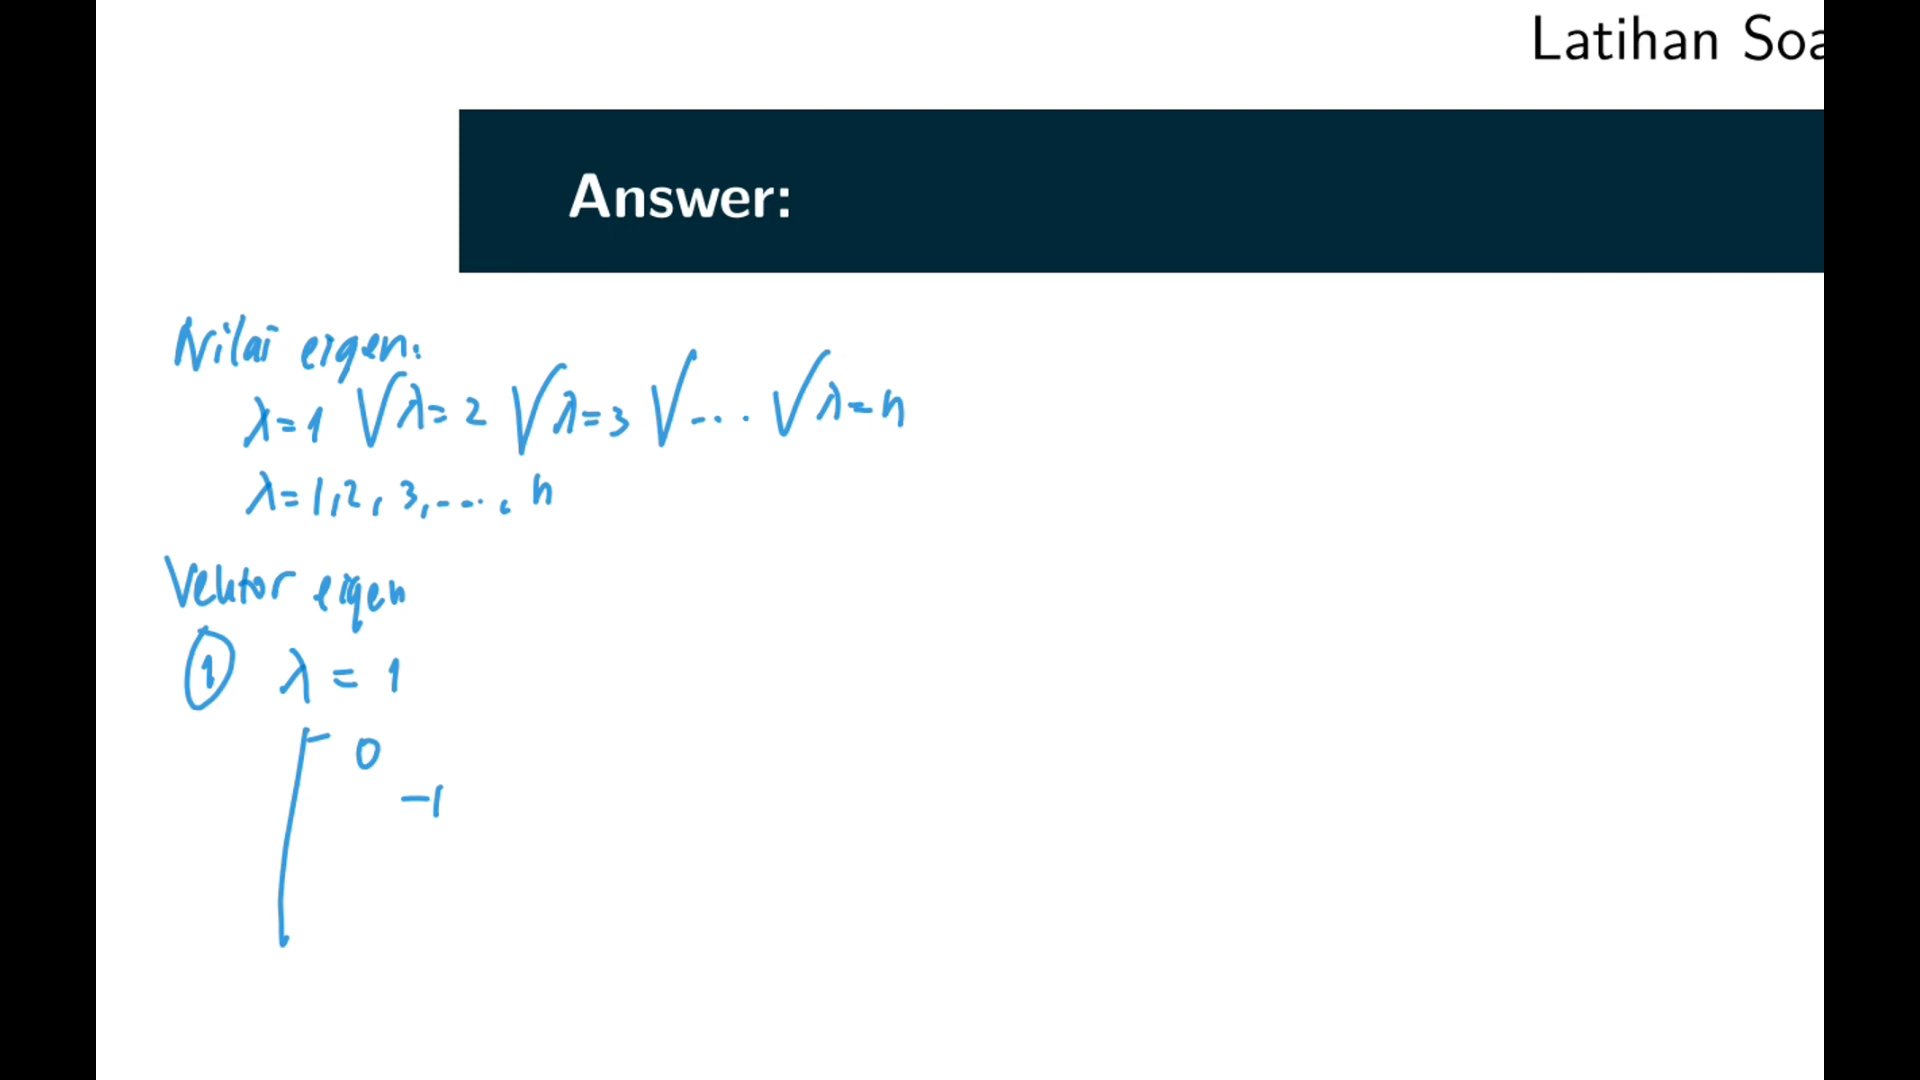 Latihan Soa
Answer:
Nilai eigen:
λ=1 V λ=2 V λ=3 V ... V λ=n
λ=1,2,3,...,n
Vektor eigen
① λ = 1
0
-1